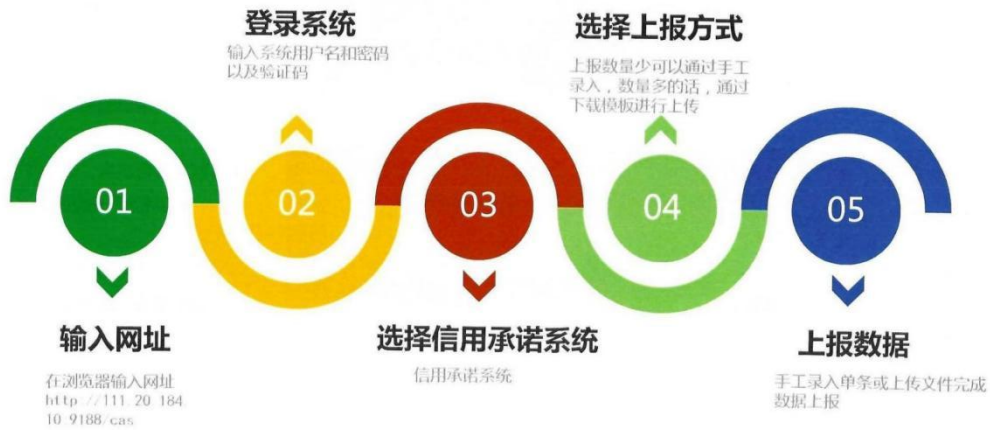 01
输入网址
在浏览器输入网址
http://111.20.184.
10:9188/cas
登录系统
输入系统用户名和密码
以及验证码
02
03
选择信用承诺系统
信用承诺系统
选择上报方式
上报数量少可以通过手工
录入，数量多的话，通过
下载模板进行上传
04
05
上报数据
手工录入单条或上传文件完成
数据上报